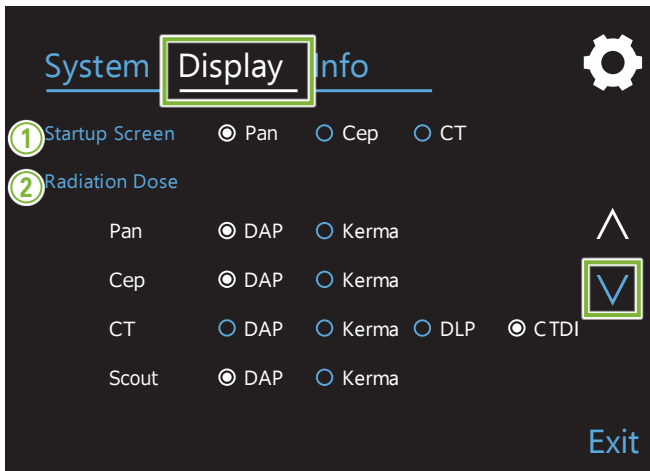 System Display Info
1 Startup Screen Pan Cep CT
2 Radiation Dose
Pan DAP Kerma
Cep DAP Kerma
CT DAP Kerma DLP CTDI
Scout DAP Kerma
Exit